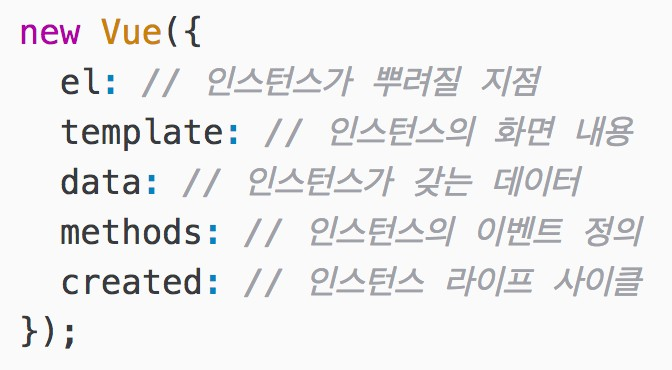 new Vue({
  el: // 인스턴스가 뿌려질 지점
  template: // 인스턴스의 화면 내용
  data: // 인스턴스가 갖는 데이터
  methods: // 인스턴스의 이벤트 정의
  created: // 인스턴스 라이프 사이클
});